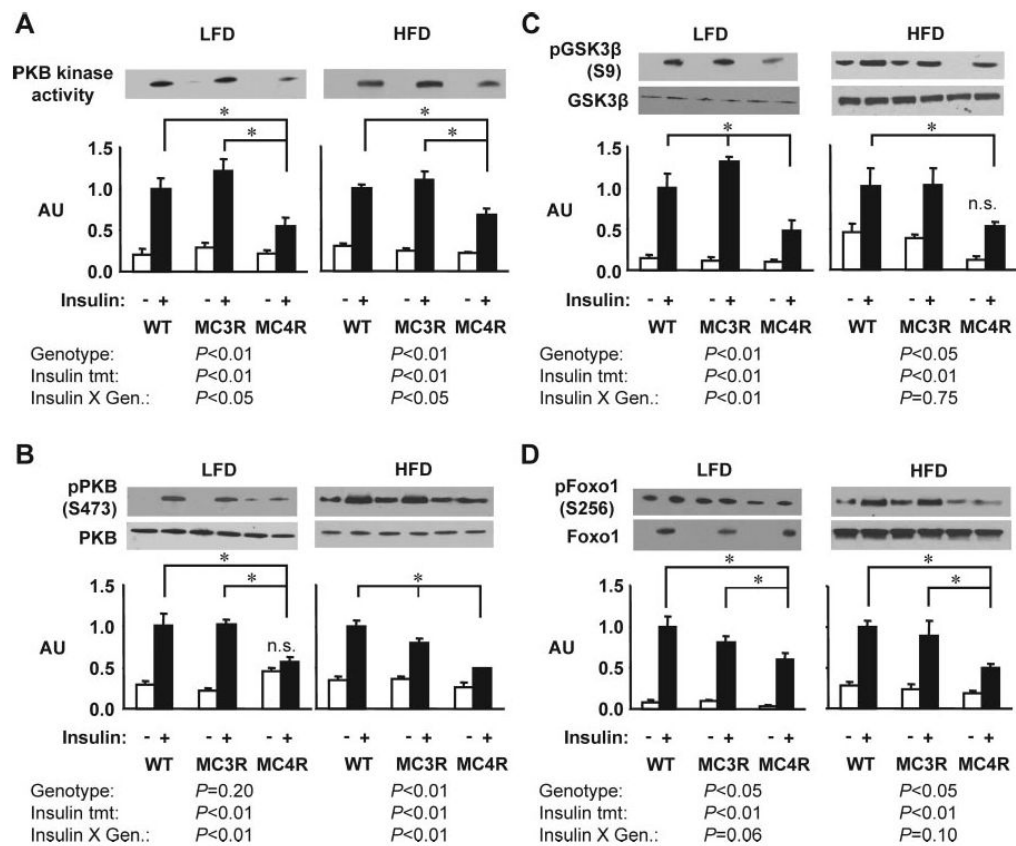 A
LFD
HFD
PKB kinase
activity
*
*
*
*
1.5
1.0
AU
0.5
0.0
Insulin: - + - + - + - + - + - +
WT MC3R MC4R WT MC3R MC4R
Genotype: P<0.01 P<0.01
Insulin tmt: P<0.01 P<0.01
Insulin X Gen.: P<0.05 P<0.05
C
LFD
HFD
pGSK3β
(S9)
GSK3β
*
*
1.5
1.0
AU
0.5
0.0
n.s.
Insulin: - + - + - + - + - + - +
WT MC3R MC4R WT MC3R MC4R
Genotype: P<0.01 P<0.05
Insulin tmt: P<0.01 P<0.01
Insulin X Gen.: P<0.01 P=0.75
B
LFD
HFD
pPKB
(S473)
PKB
*
*
*
1.0
AU
0.5
0.0
n.s.
Insulin: - + - + - + - + - + - +
WT MC3R MC4R WT MC3R MC4R
Genotype: P=0.20 P<0.01
Insulin tmt: P<0.01 P<0.01
Insulin X Gen.: P<0.01 P<0.01
D
LFD
HFD
pFoxo1
(S256)
Foxo1
*
*
*
*
1.0
AU
0.5
0.0
Insulin: - + - + - + - + - + - +
WT MC3R MC4R WT MC3R MC4R
Genotype: P<0.05 P<0.05
Insulin tmt: P<0.01 P<0.01
Insulin X Gen.: P=0.06 P=0.10